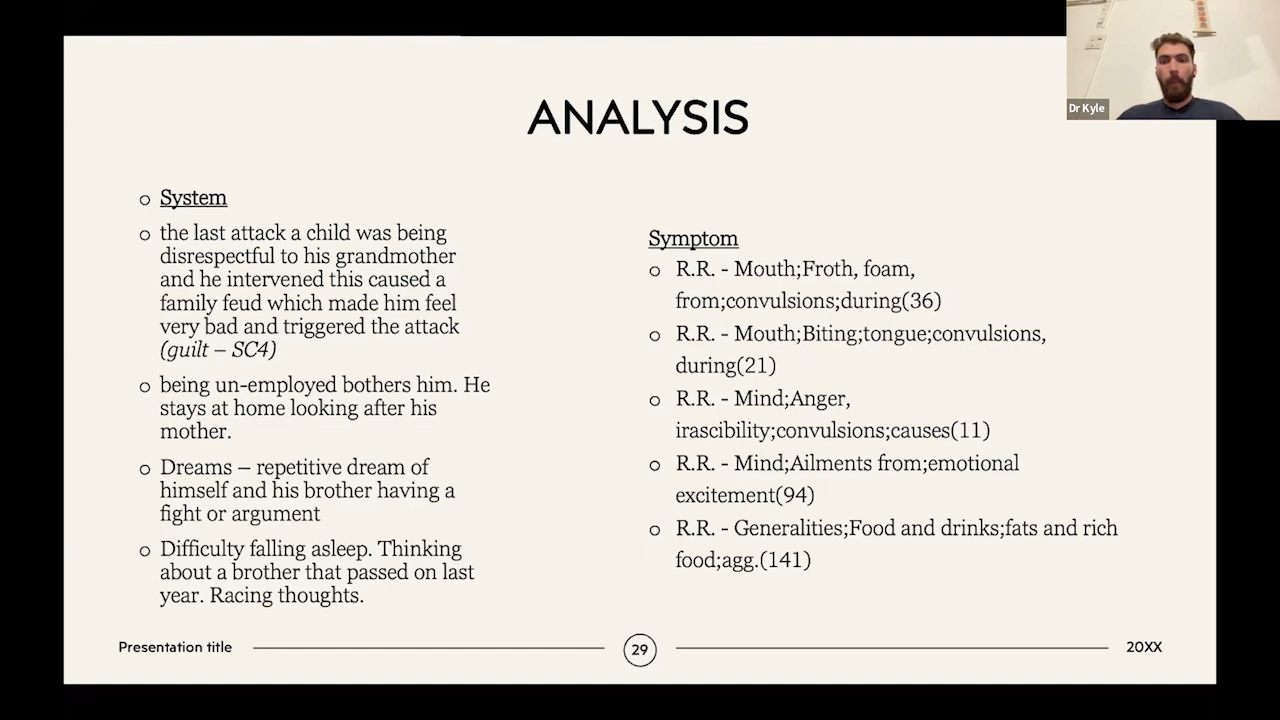 Dr Kyle
ANALYSIS
System
the last attack a child was being
disrespectful to his grandmother
and he intervened this caused a
family feud which made him feel
very bad and triggered the attack
(guilt – SC4)
being un-employed bothers him. He
stays at home looking after his
mother.
Dreams – repetitive dream of
himself and his brother having a
fight or argument
Difficulty falling asleep. Thinking
about a brother that passed on last
year. Racing thoughts.
Symptom
R.R. - Mouth;Froth, foam,
from;convulsions;during(36)
R.R. - Mouth;Biting;tongue;convulsions,
during(21)
R.R. - Mind;Anger,
irascibility;convulsions;causes(11)
R.R. - Mind;Ailments from;emotional
excitement(94)
R.R. - Generalities;Food and drinks;fats and rich
food;agg.(141)
Presentation title
29
20XX